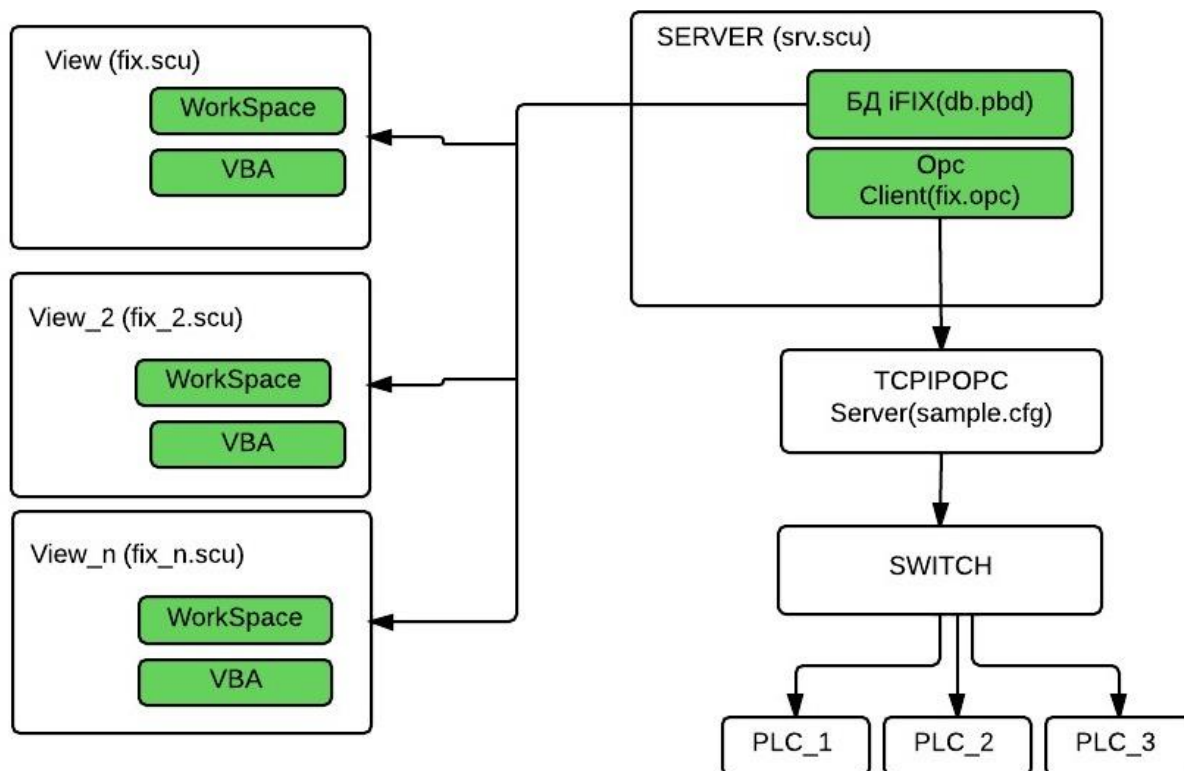 View (fix.scu)
WorkSpace
VBA
View_2 (fix_2.scu)
WorkSpace
VBA
View_n (fix_n.scu)
WorkSpace
VBA
SERVER (srv.scu)
БД iFIX(db.pbd)
Opc
Client(fix.opc)
TCPIPOPC
Server(sample.cfg)
SWITCH
PLC_1
PLC_2
PLC_3